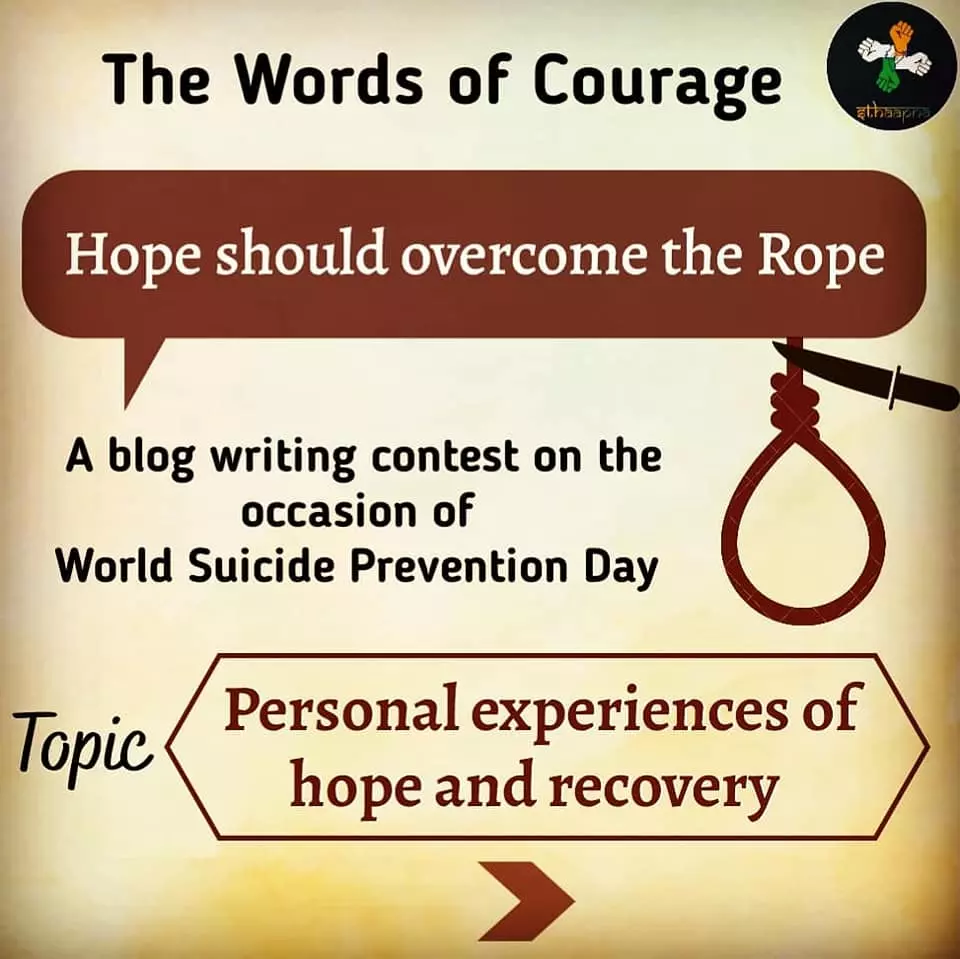 The Words of Courage
sthaapna
Hope should overcome the Rope
A blog writing contest on the
occasion of
World Suicide Prevention Day
Topic
Personal experiences of
hope and recovery